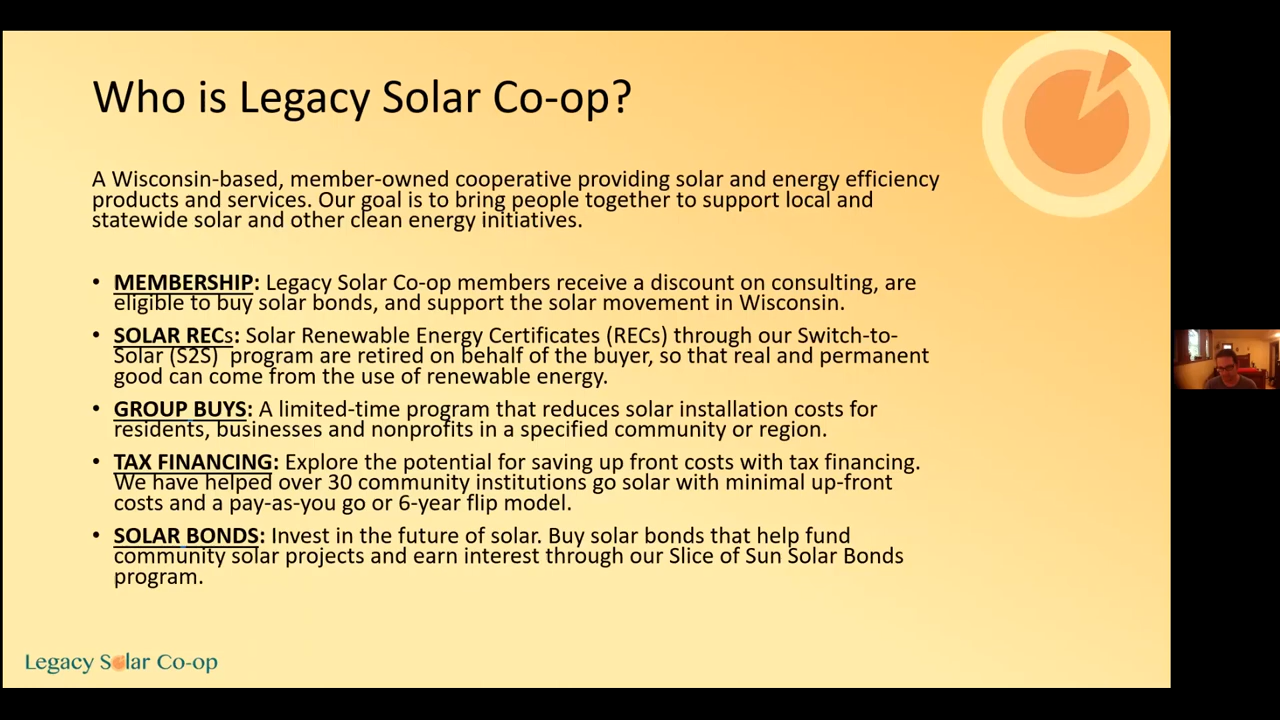 Who is Legacy Solar Co-op?
A Wisconsin-based, member-owned cooperative providing solar and energy efficiency
products and services. Our goal is to bring people together to support local and
statewide solar and other clean energy initiatives.
• MEMBERSHIP: Legacy Solar Co-op members receive a discount on consulting, are
eligible to buy solar bonds, and support the solar movement in Wisconsin.
• SOLAR RECs: Solar Renewable Energy Certificates (RECs) through our Switch-to-
Solar (S2S)  program are retired on behalf of the buyer, so that real and permanent
good can come from the use of renewable energy.
• GROUP BUYS: A limited-time program that reduces solar installation costs for
residents, businesses and nonprofits in a specified community or region.
• TAX FINANCING: Explore the potential for saving up front costs with tax financing.
We have helped over 30 community institutions go solar with minimal up-front
costs and a pay-as-you go or 6-year flip model.
• SOLAR BONDS: Invest in the future of solar. Buy solar bonds that help fund
community solar projects and earn interest through our Slice of Sun Solar Bonds
program.
Legacy Solar Co-op